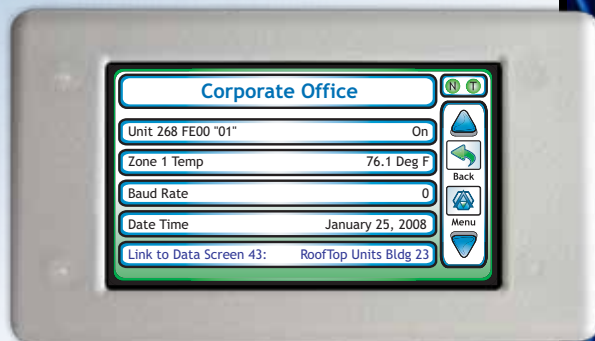 Corporate Office
N T
Unit 268 FE00 "01" On
Zone 1 Temp 76.1 Deg F
Back
Baud Rate 0
Date Time January 25, 2008
Menu
Link to Data Screen 43: RoofTop Units Bldg 23